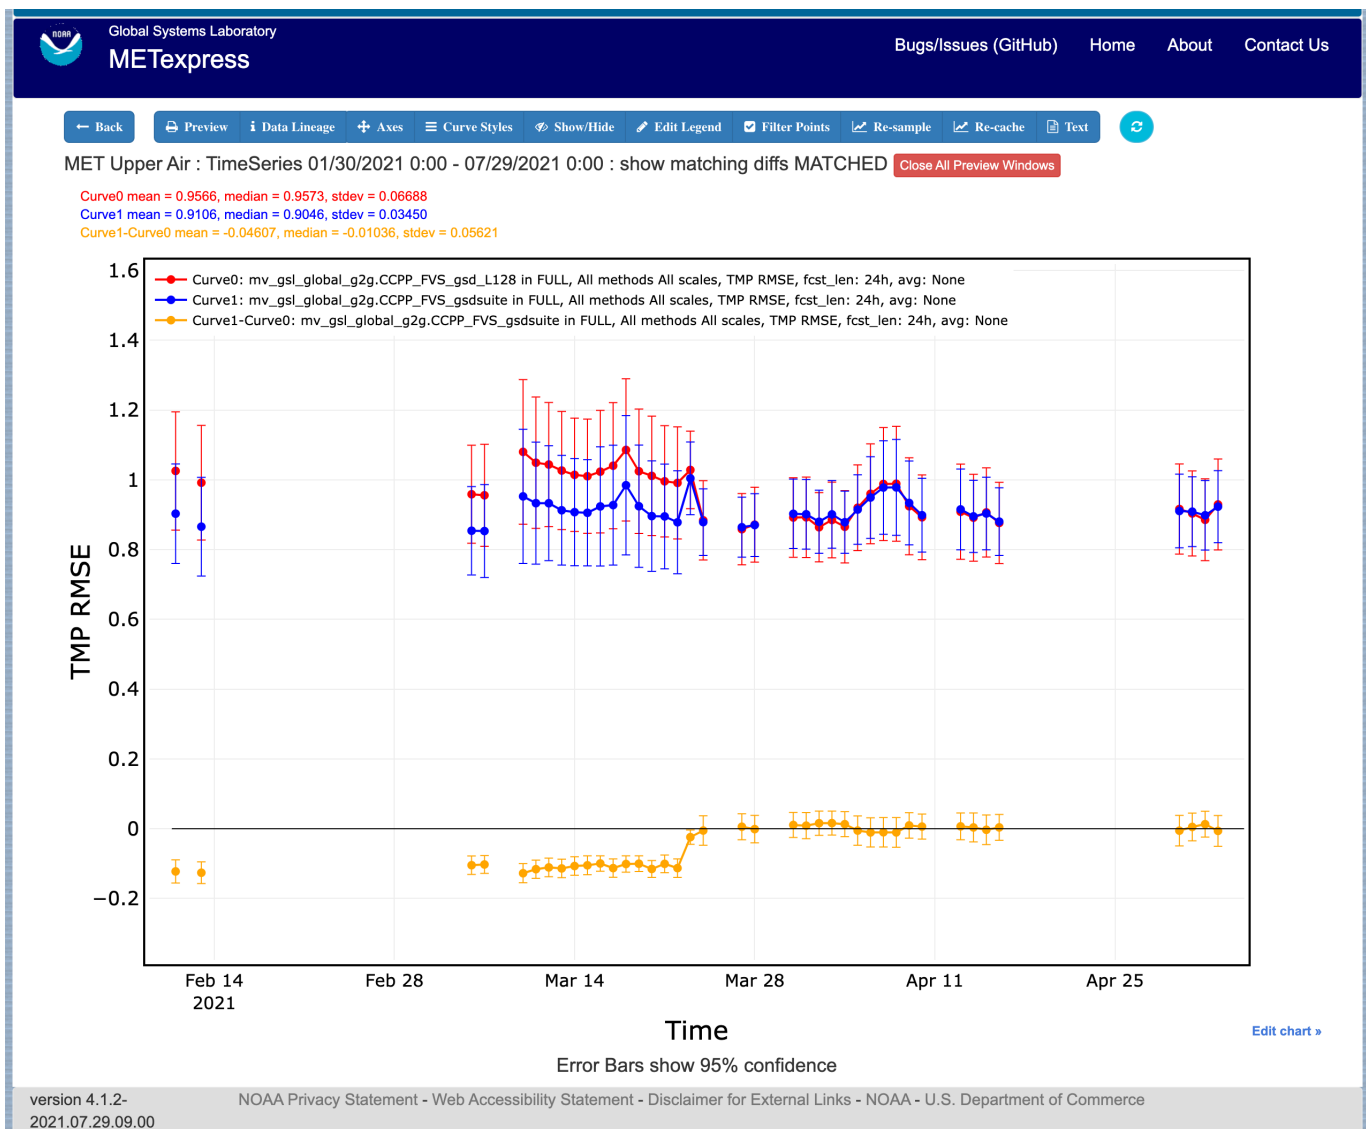 NOAA
Global Systems Laboratory
METexpress
Bugs/Issues (GitHub) Home About Contact Us
← Back Preview i Data Lineage Axes Curve Styles Show/Hide Edit Legend Filter Points Re-sample Re-cache Text
MET Upper Air : TimeSeries 01/30/2021 0:00 - 07/29/2021 0:00 : show matching diffs MATCHED Close All Preview Windows
Curve0 mean = 0.9566, median = 0.9573, stdev = 0.06688
Curve1 mean = 0.9106, median = 0.9046, stdev = 0.03450
Curve1-Curve0 mean = -0.04607, median = -0.01036, stdev = 0.05621
Curve0: mv_gsl_global_g2g.CCPP_FVS_gsd_L128 in FULL, All methods All scales, TMP RMSE, fcst_len: 24h, avg: None
Curve1: mv_gsl_global_g2g.CCPP_FVS_gsdsuite in FULL, All methods All scales, TMP RMSE, fcst_len: 24h, avg: None
Curve1-Curve0: mv_gsl_global_g2g.CCPP_FVS_gsdsuite in FULL, All methods All scales, TMP RMSE, fcst_len: 24h, avg: None
1.6
1.4
1.2
1
0.8
0.6
0.4
0.2
0
−0.2
TMP RMSE
Feb 14 Feb 28 Mar 14 Mar 28 Apr 11 Apr 25
2021
Time
Edit chart »
Error Bars show 95% confidence
version 4.1.2-
2021.07.29.09.00
NOAA Privacy Statement - Web Accessibility Statement - Disclaimer for External Links - NOAA - U.S. Department of Commerce